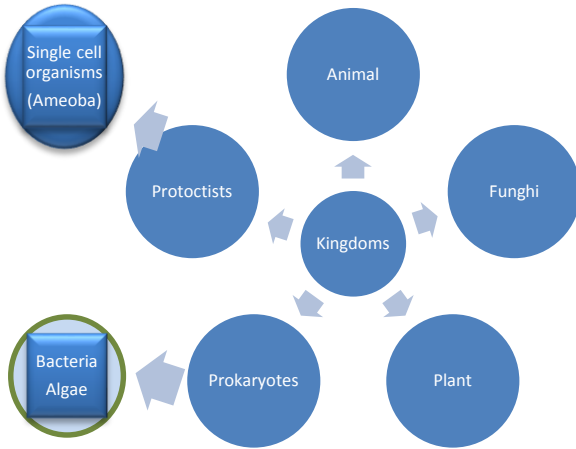 Single cell
organisms
(Ameoba)
Animal
Protoctists
Funghi
Kingdoms
Bacteria
Algae
Prokaryotes
Plant